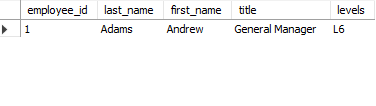 employee_id last_name first_name title levels
1 Adams Andrew General Manager L6